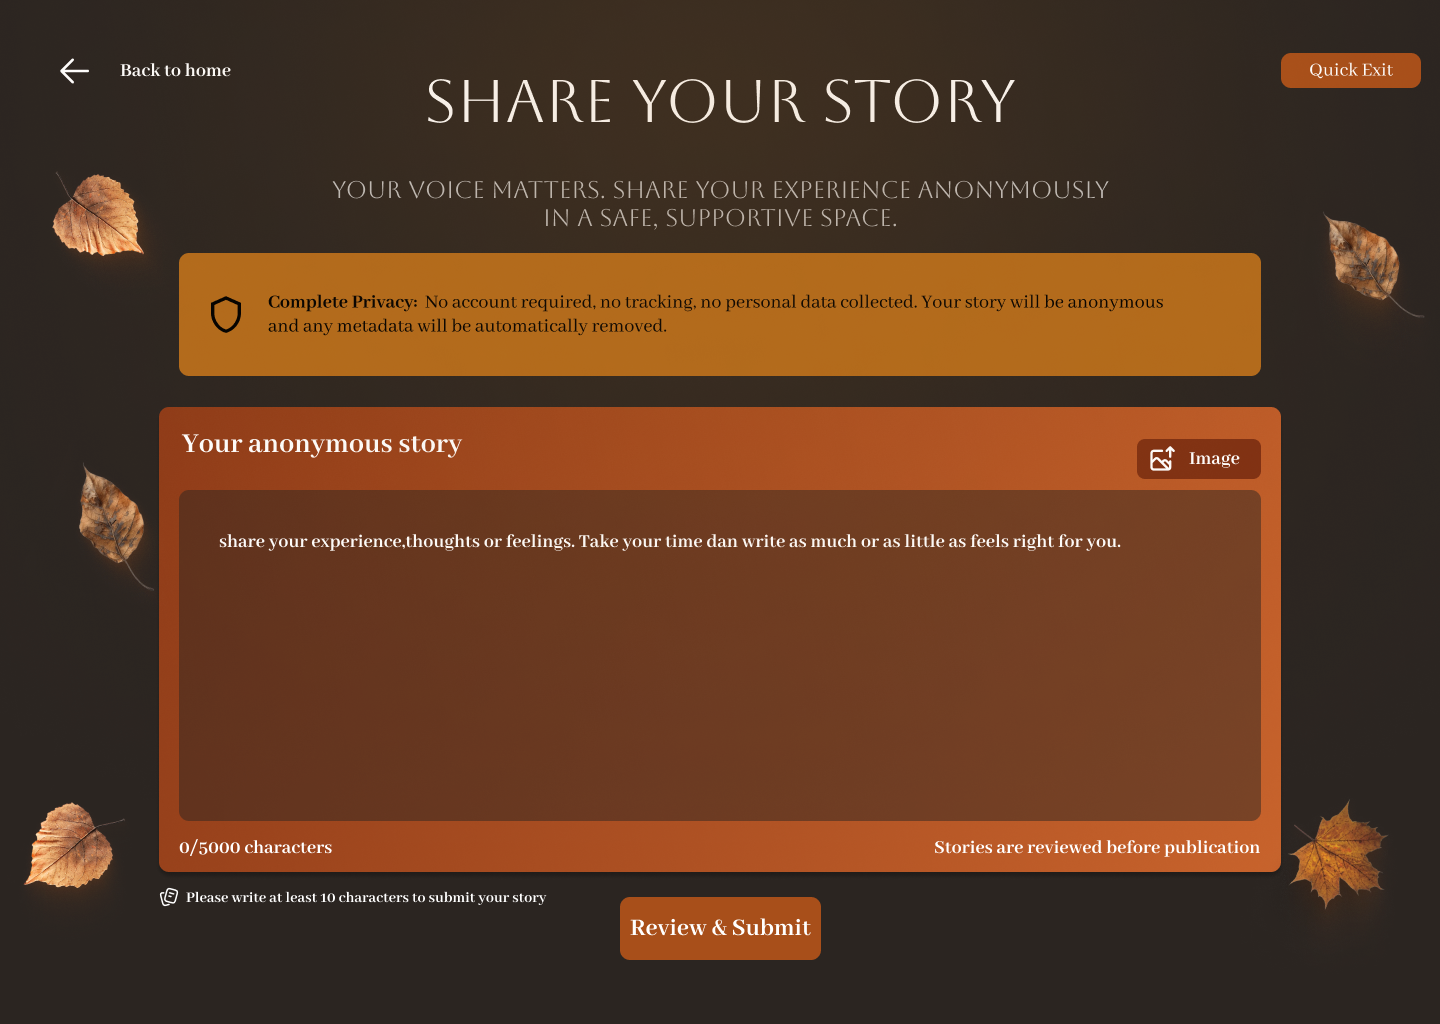 Back to home
Quick Exit
SHARE YOUR STORY
YOUR VOICE MATTERS. SHARE YOUR EXPERIENCE ANONYMOUSLY
IN A SAFE, SUPPORTIVE SPACE.
Complete Privacy: No account required, no tracking, no personal data collected. Your story will be anonymous
and any metadata will be automatically removed.
Your anonymous story
Image
share your experience,thoughts or feelings. Take your time dan write as much or as little as feels right for you.
0/5000 characters
Stories are reviewed before publication
Please write at least 10 characters to submit your story
Review & Submit